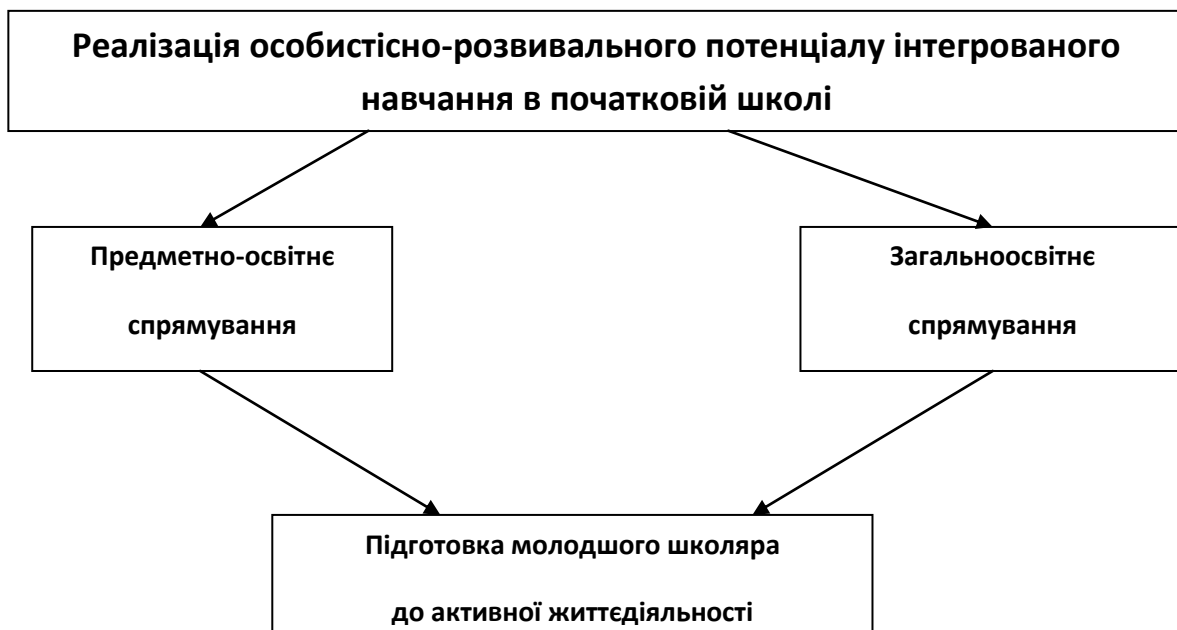 Реалізація особистісно-розвивального потенціалу інтегрованого
навчання в початковій школі
Предметно-освітнє
спрямування
Загальноосвітнє
спрямування
Підготовка молодшого школяра
до активної життєдіяльності